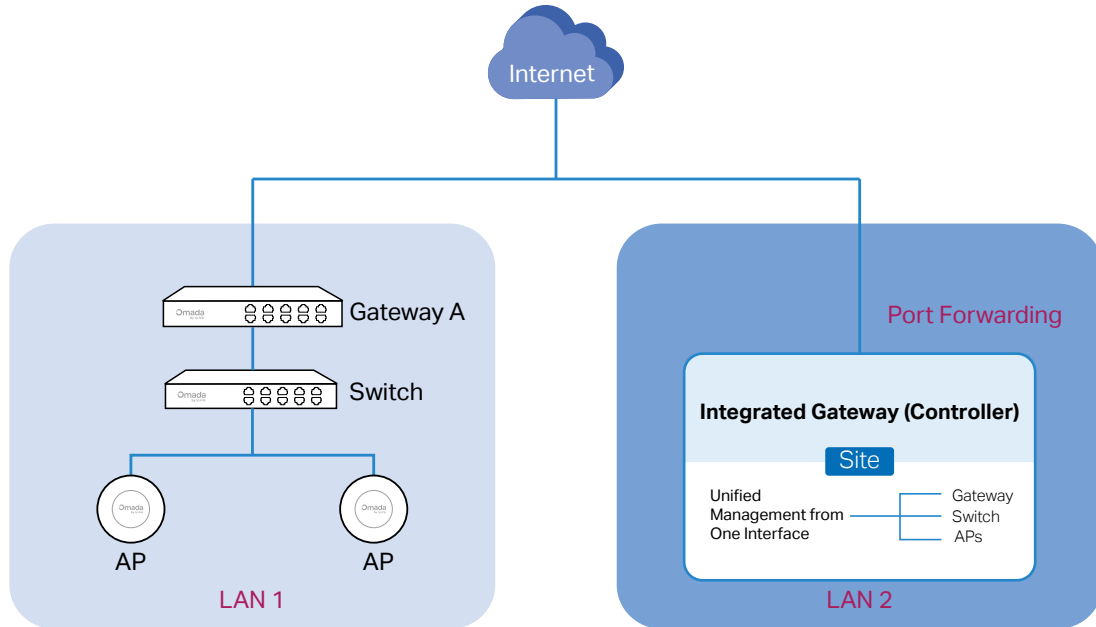 Internet
Omada
Gateway A
Omada
Switch
Omada
AP
Omada
AP
LAN 1
Port Forwarding
Integrated Gateway (Controller)
Site
Unified
Management from
One Interface
Gateway
Switch
APs
LAN 2